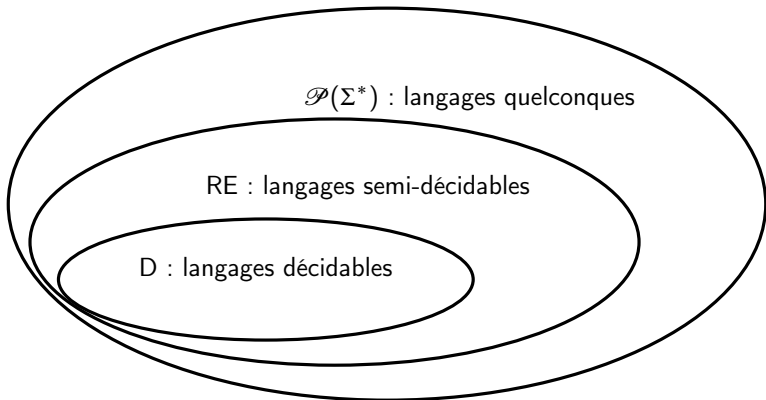 𝒫(Σ*) : langages quelconques
RE : langages semi-décidables
D : langages décidables